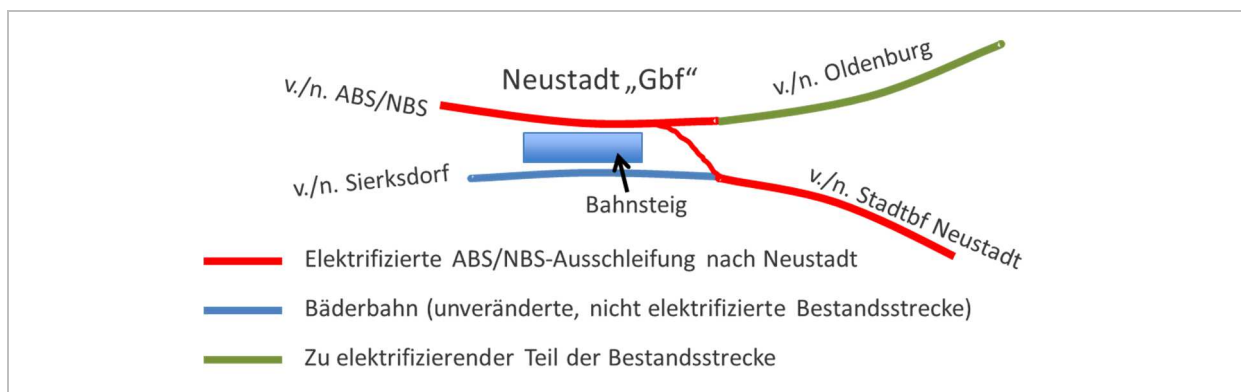 v./n. ABS/NBS
Neustadt „Gbf“
v./n. Oldenburg
v./n. Sierksdorf
Bahnsteig
v./n. Stadtbf Neustadt
Elektrifizierte ABS/NBS-Ausschleifung nach Neustadt
Bäderbahn (unveränderte, nicht elektrifizierte Bestandsstrecke)
Zu elektrifizierender Teil der Bestandsstrecke